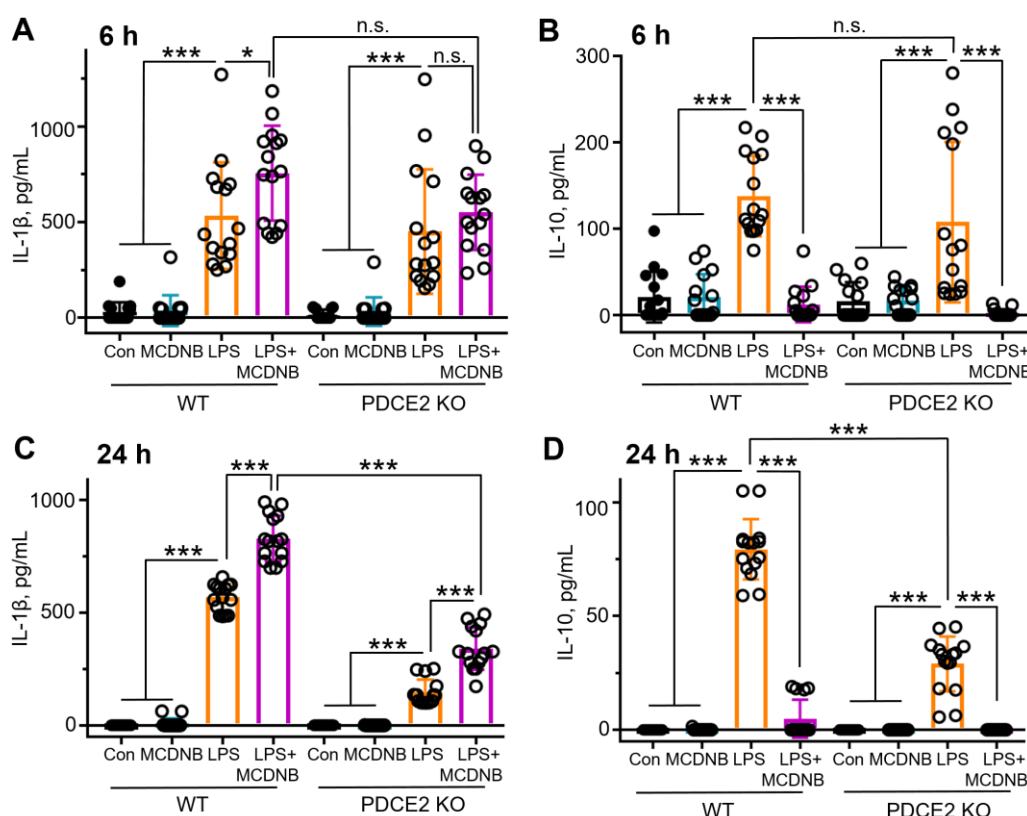 A 6 h
n.s.
*** *
*** n.s.
IL-1β, pg/mL
1000
500
0
Con MCDNB LPS LPS+ MCDNB Con MCDNB LPS LPS+ MCDNB
WT PDCE2 KO
B 6 h
n.s.
*** ***
*** ***
IL-10, pg/mL
300
200
100
0
Con MCDNB LPS LPS+ MCDNB Con MCDNB LPS LPS+ MCDNB
WT PDCE2 KO
C 24 h
*** ***
***
***
***
IL-1β, pg/mL
1000
500
0
Con MCDNB LPS LPS+ MCDNB Con MCDNB LPS LPS+ MCDNB
WT PDCE2 KO
D 24 h
***
*** ***
*** ***
IL-10, pg/mL
100
50
0
Con MCDNB LPS LPS+ MCDNB Con MCDNB LPS LPS+ MCDNB
WT PDCE2 KO